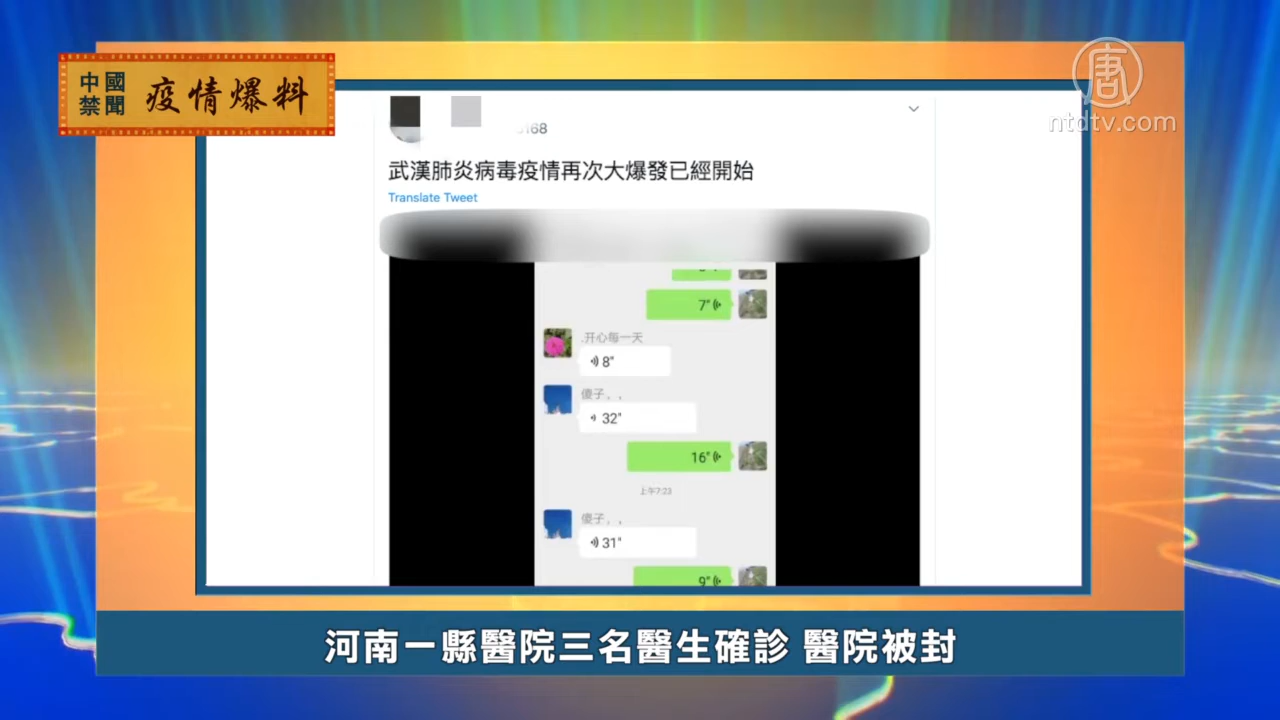 中國禁聞
疫情爆料
唐
ntdtv.com
168
武漢肺炎病毒疫情再次大爆發已經開始
Translate Tweet
7"
.开心每一天
8"
傻子，，
32"
16"
上午7:23
傻子，，
31"
9"
河南一縣醫院三名醫生確診 醫院被封